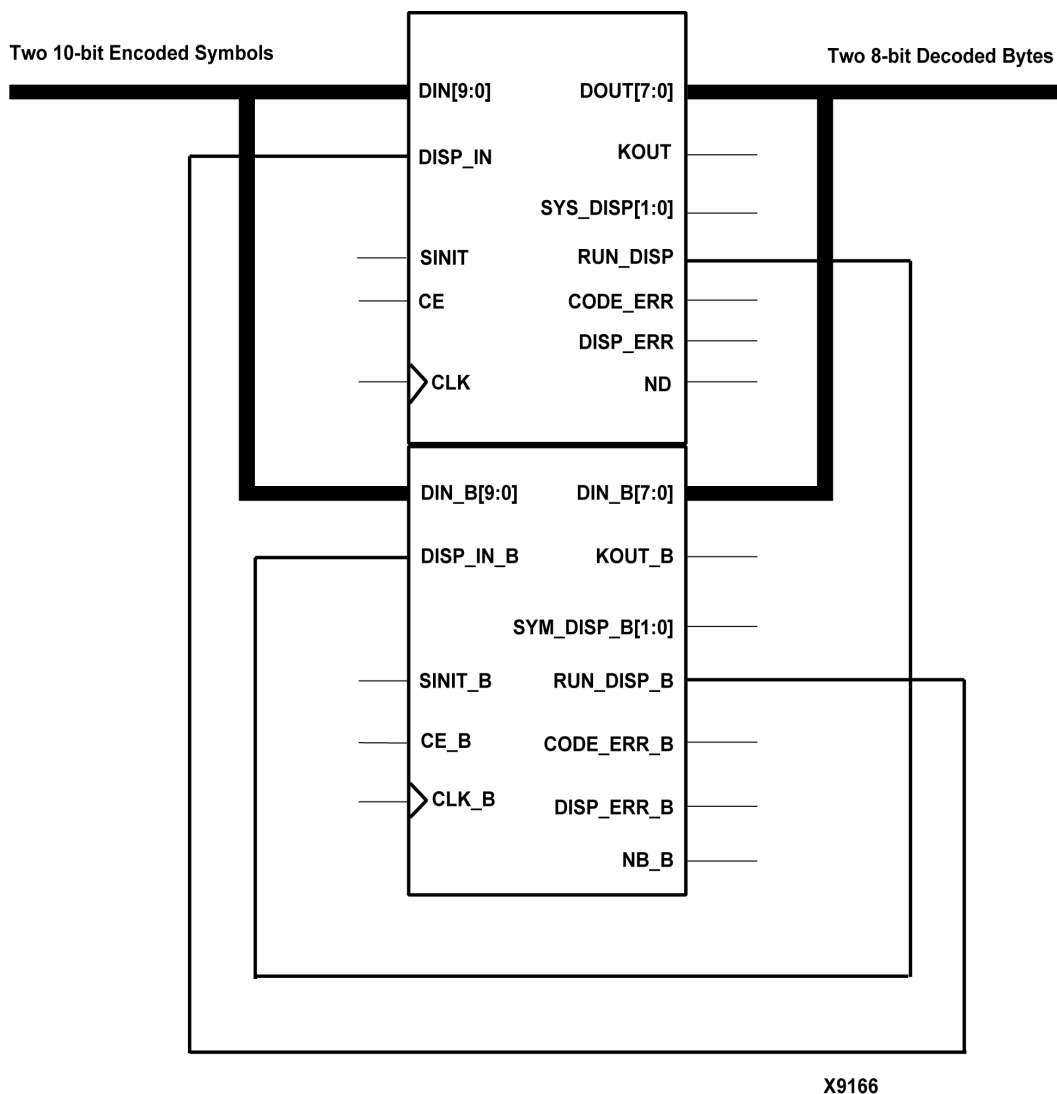 Two 10-bit Encoded Symbols
Two 8-bit Decoded Bytes
DIN[9:0]
DOUT[7:0]
DISP_IN
KOUT
SYS_DISP[1:0]
SINIT
RUN_DISP
CE
CODE_ERR
DISP_ERR
CLK
ND
DIN_B[9:0]
DIN_B[7:0]
DISP_IN_B
KOUT_B
SYM_DISP_B[1:0]
SINIT_B
RUN_DISP_B
CE_B
CODE_ERR_B
CLK_B
DISP_ERR_B
NB_B
X9166